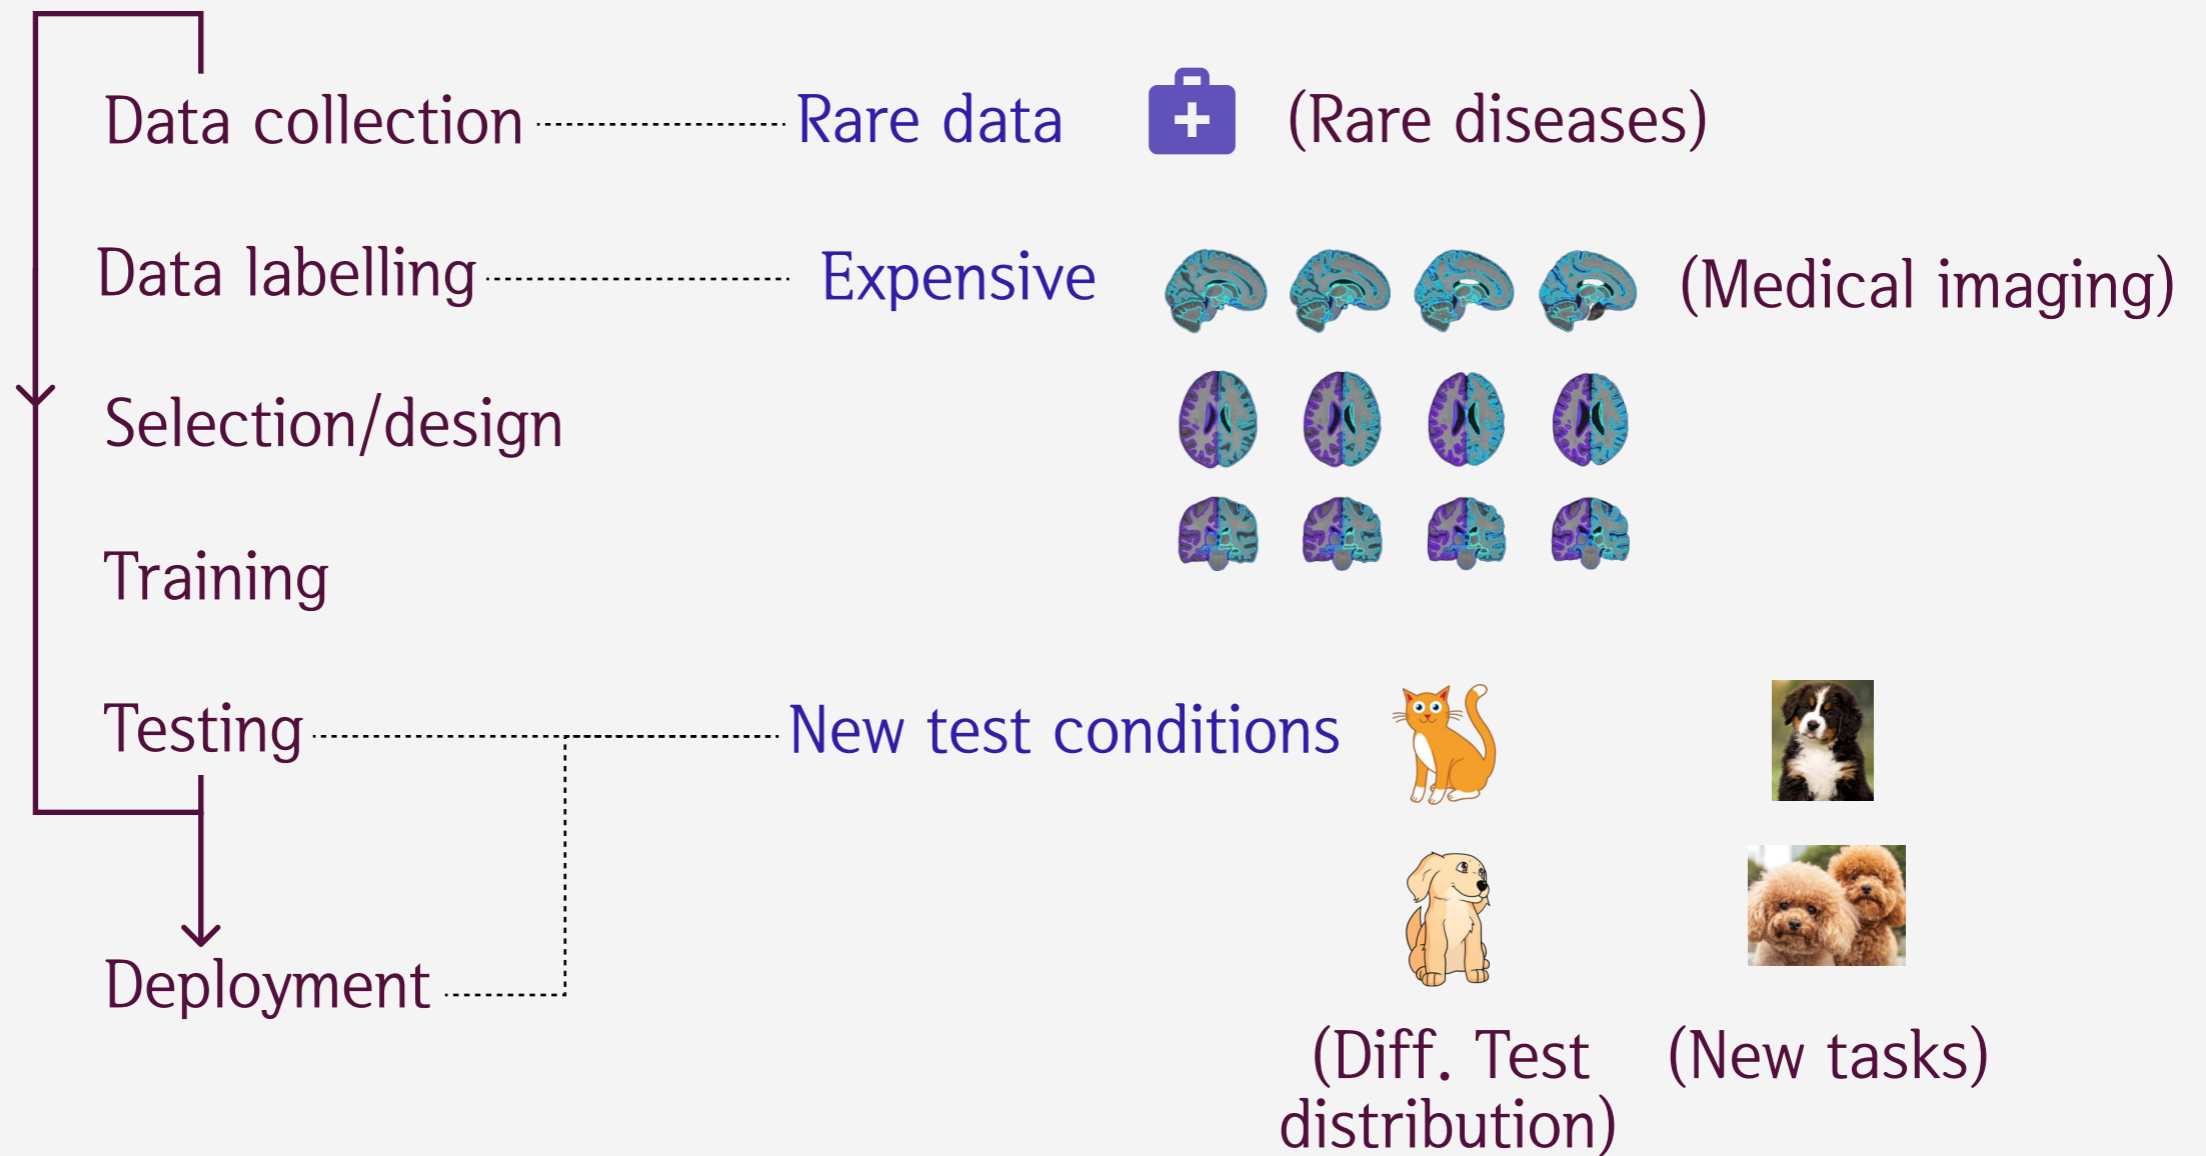 Data collection
Rare data
(Rare diseases)
Data labelling
Expensive
(Medical imaging)
Selection/design
Training
Testing
New test conditions
Deployment
(Diff. Test
distribution)
(New tasks)